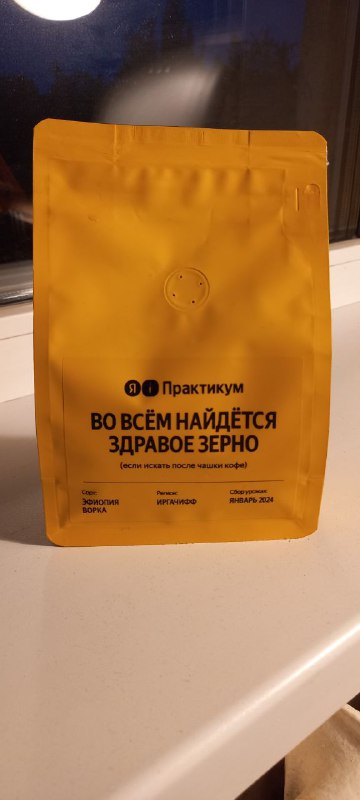 Я i Практикум
ВО ВСЁМ НАЙДЁТСЯ
ЗДРАВОЕ ЗЕРНО
(если искать после чашки кофе)
Сорт: Регион: Сбор урожая:
ЭФИОПИЯ ИРГАЧИФФ ЯНВАРЬ 2024
ВОРКА